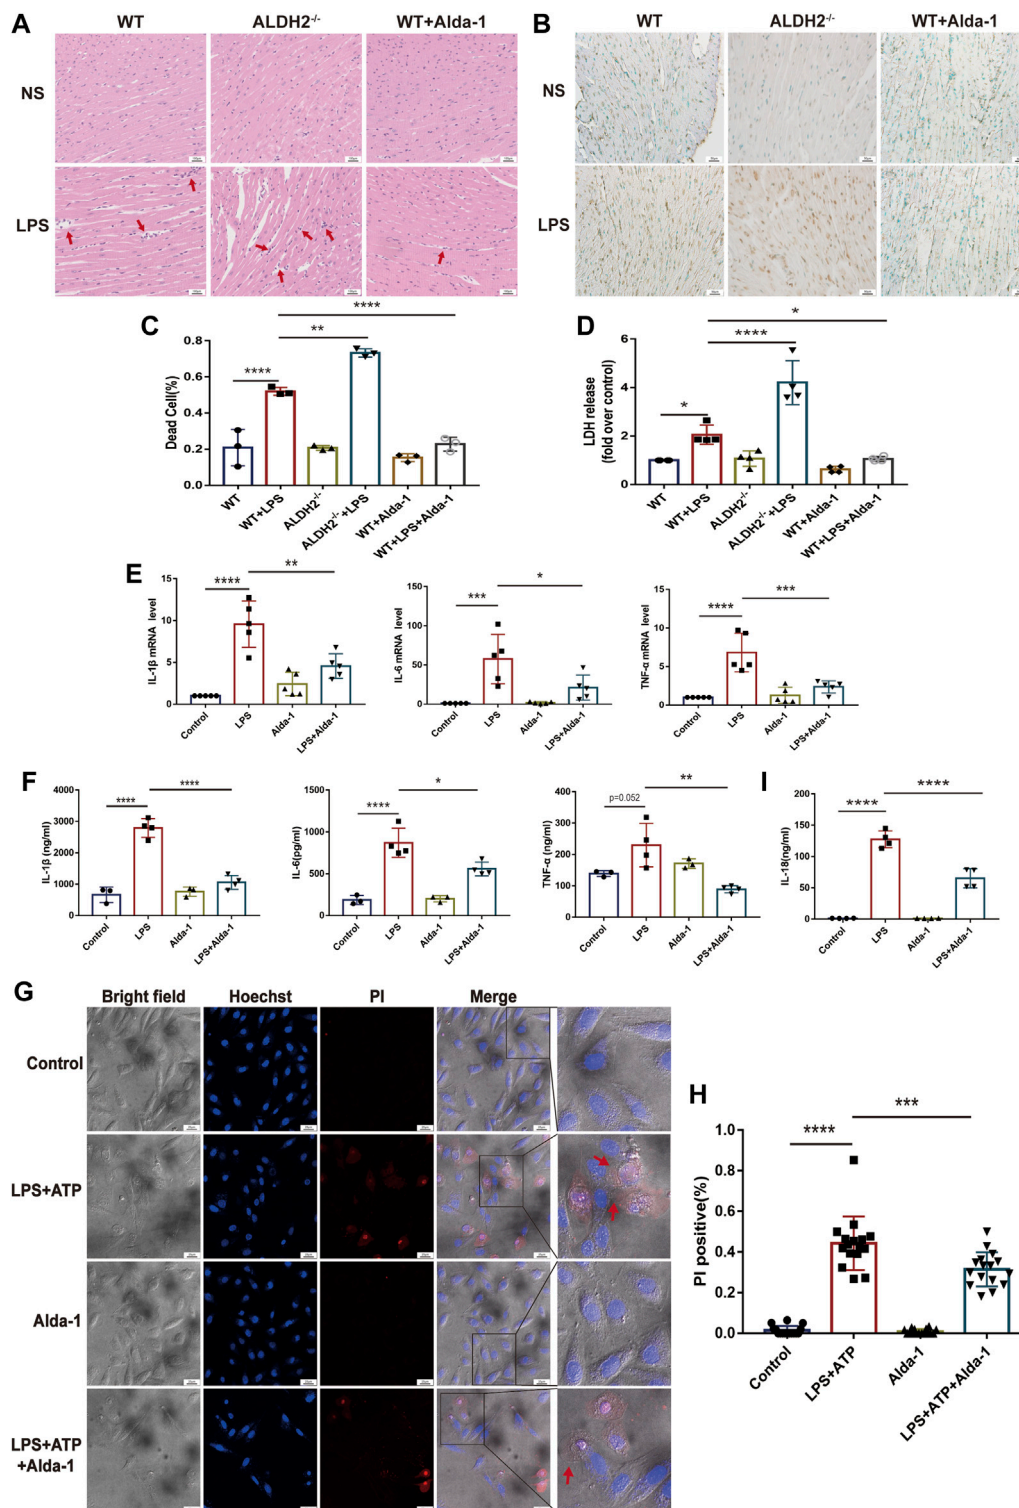 A
WT
ALDH2-/-
WT+Alda-1
NS
LPS
B
WT
ALDH2-/-
WT+Alda-1
NS
LPS
C
****
**
****
Dead Cell(%)
0.8
0.6
0.4
0.2
0.0
WT
WT+LPS
ALDH2-/-
ALDH2-/-+LPS
WT+Alda-1
WT+LPS+Alda-1
D
*
****
*
LDH release
(fold over control)
6
4
2
0
WT
WT+LPS
ALDH2-/-
ALDH2-/-+LPS
WT+Alda-1
WT+LPS+Alda-1
E
**
****
IL-1β mRNA level
15
10
5
0
Control
LPS
Alda-1
LPS+Alda-1
*
***
IL-6 mRNA level
150
100
50
0
Control
LPS
Alda-1
LPS+Alda-1
***
****
TNF-α mRNA level
15
10
5
0
Control
LPS
Alda-1
LPS+Alda-1
F
****
****
IL-1β (ng/ml)
4000
3000
2000
1000
0
Control
LPS
Alda-1
LPS+Alda-1
*
****
IL-6(pg/ml)
1500
1000
500
0
Control
LPS
Alda-1
LPS+Alda-1
**
p=0.052
TNF-α (ng/ml)
500
400
300
200
100
0
Control
LPS
Alda-1
LPS+Alda-1
I
****
****
IL-18(ng/ml)
200
150
100
50
0
Control
LPS
Alda-1
LPS+Alda-1
G
Bright field
Hoechst
PI
Merge
Control
LPS+ATP
Alda-1
LPS+ATP
+Alda-1
H
***
****
PI positive(%)
1.0
0.8
0.6
0.4
0.2
0.0
Control
LPS+ATP
Alda-1
LPS+ATP+Alda-1